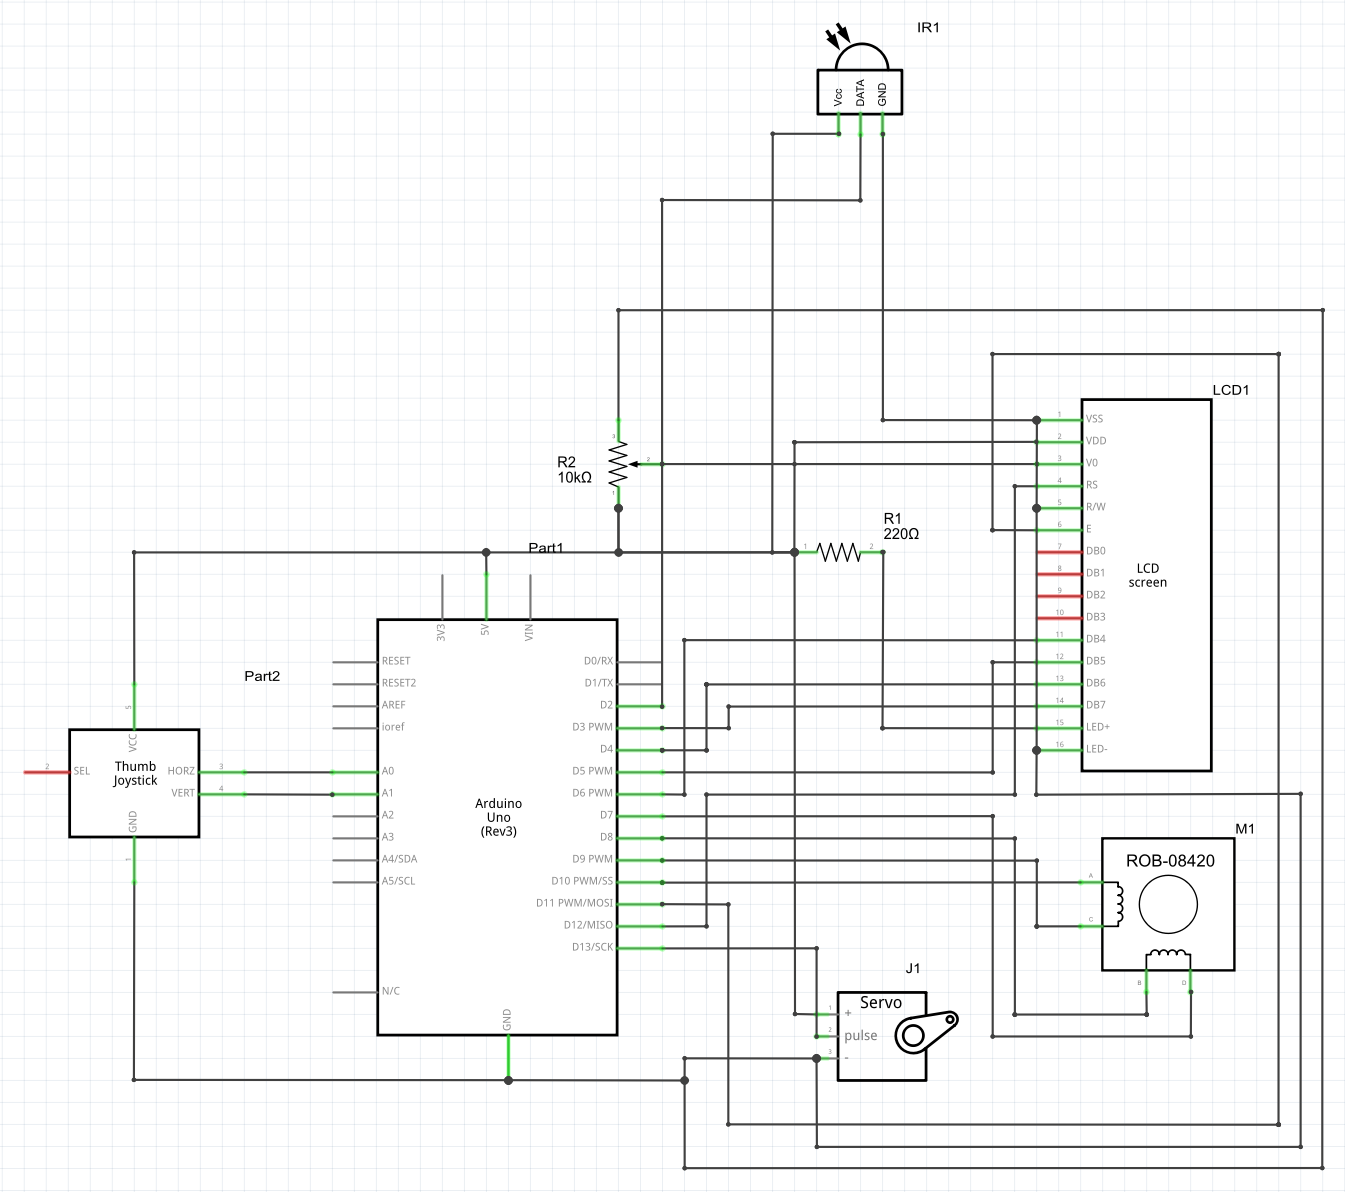 IR1
Vcc
DATA
GND
LCD1
1
VSS
2
VDD
3
V0
4
RS
5
R/W
6
E
7
DB0
8
DB1
9
DB2
10
DB3
11
DB4
12
DB5
13
DB6
14
DB7
15
LED+
16
LED-
LCD
screen
3
R2
10kΩ
2
1
R1
220Ω
1
2
Part1
3V3
5V
VIN
RESET
RESET2
AREF
ioref
A0
A1
A2
A3
A4/SDA
A5/SCL
N/C
Arduino
Uno
(Rev3)
D0/RX
D1/TX
D2
D3 PWM
D4
D5 PWM
D6 PWM
D7
D8
D9 PWM
D10 PWM/SS
D11 PWM/MOSI
D12/MISO
D13/SCK
GND
Part2
5
VCC
2
SEL
Thumb
Joystick
HORZ
3
VERT
4
GND
1
M1
ROB-08420
A
C
B
D
J1
Servo
1
+
2
pulse
3
-